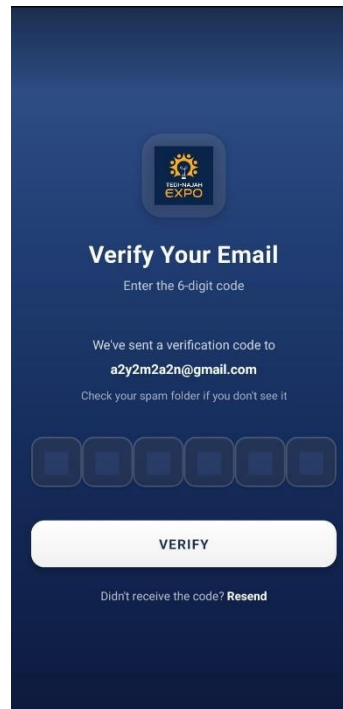 TEDI-NAJAH
EXPO
Verify Your Email
Enter the 6-digit code
We've sent a verification code to
a2y2m2a2n@gmail.com
Check your spam folder if you don't see it
VERIFY
Didn't receive the code? Resend